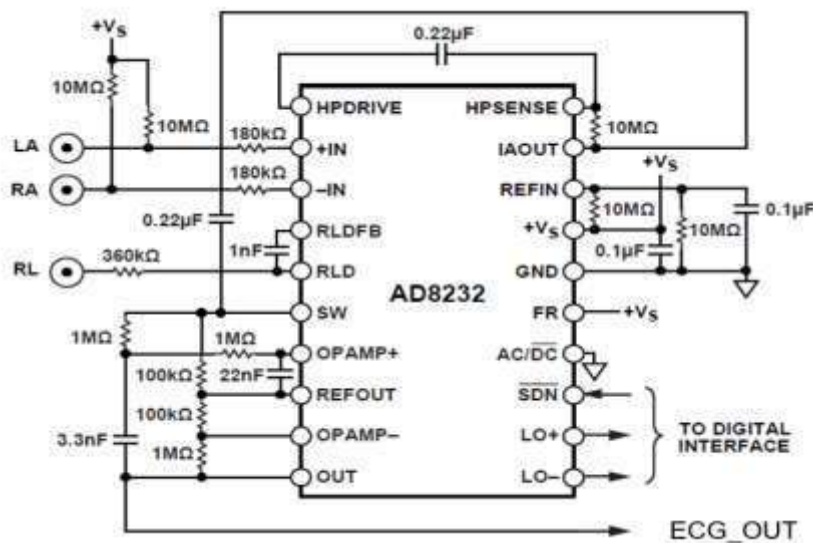 0.22µF
+VS
10MΩ
10MΩ
LA
180kΩ
RA
180kΩ
0.22µF
1nF
RL
360kΩ
1MΩ
1MΩ
100kΩ
22nF
100kΩ
3.3nF
1MΩ
HPDRIVE
+IN
–IN
RLDFB
RLD
SW
OPAMP+
REFOUT
OPAMP–
OUT
AD8232
HPSENSE
IAOUT
REFIN
+VS
GND
FR
AC/DC
SDN
LO+
LO–
10MΩ
+VS
10MΩ
0.1µF
0.1µF
10MΩ
+VS
TO DIGITAL
INTERFACE
ECG_OUT